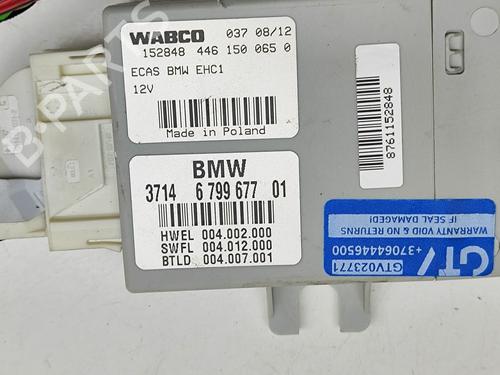 WABCO 037 08/12
152848 446 150 065 0
ECAS BMW EHC1
12V
Made in Poland
BMW
3714 6 799 677 01
HWEL 004.002.000
SWFL 004.012.000
BTLD 004.007.001
8761152848
GTV
GTV023771
+37064446500
WARRANTY VOID & NO RETURNS
IF SEAL DAMAGED!
B-Parts